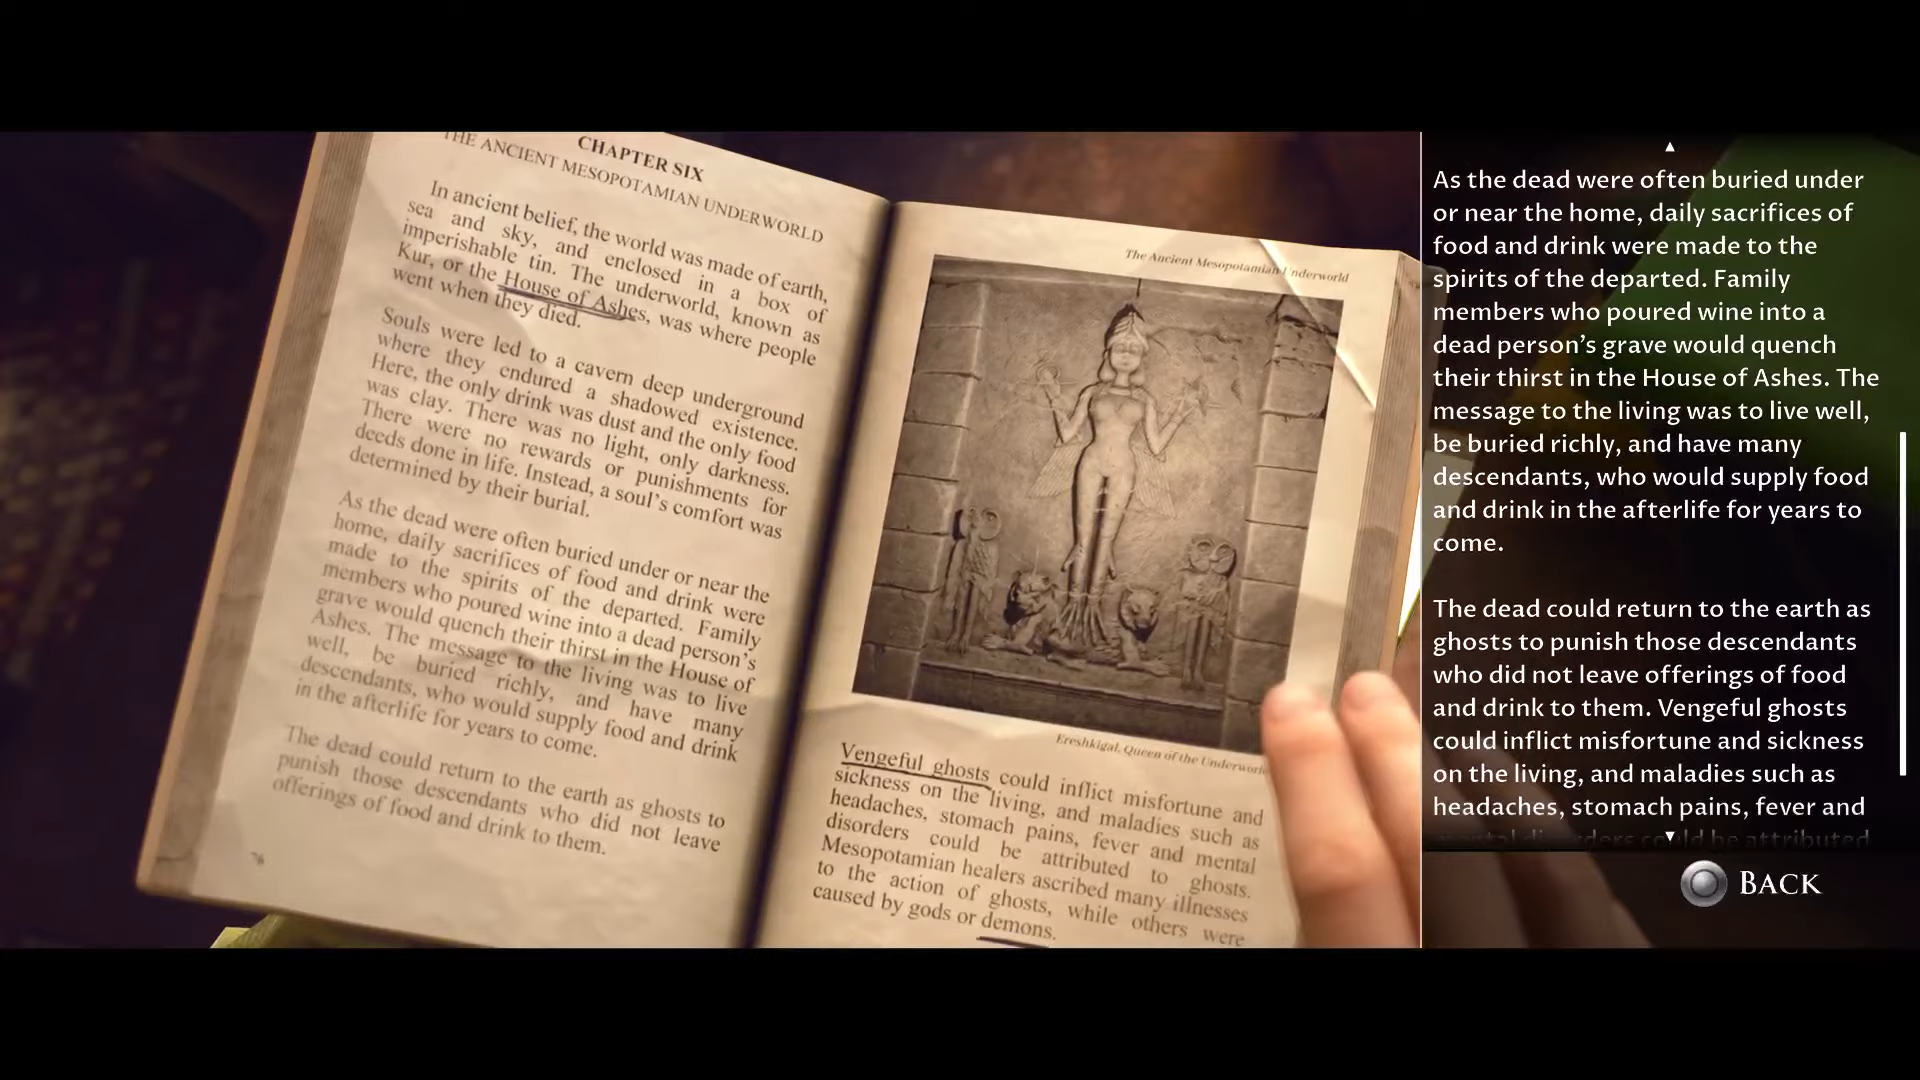 CHAPTER SIX
THE ANCIENT MESOPOTAMIAN UNDERWORLD
In ancient belief, the world was made of earth,
sea and sky, and enclosed in a box of
imperishable tin. The underworld, known as
Kur, or the House of Ashes, was where people
went when they died.
Souls were led to a cavern deep underground
where they endured a shadowed existence.
Here, the only drink was dust and the only food
was clay. There was no light, only darkness.
There were no rewards or punishments for
deeds done in life. Instead, a soul's comfort was
determined by their burial.
As the dead were often buried under or near the
home, daily sacrifices of food and drink were
made to the spirits of the departed. Family
members who poured wine into a dead person's
grave would quench their thirst in the House of
Ashes. The message to the living was to live
well, be buried richly, and have many
descendants, who would supply food and drink
in the afterlife for years to come.
The dead could return to the earth as ghosts to
punish those descendants who did not leave
offerings of food and drink to them.
The Ancient Mesopotamian Underworld
Ereshkigal, Queen of the Underworld
Vengeful ghosts could inflict misfortune and
sickness on the living, and maladies such as
headaches, stomach pains, fever and mental
disorders could be attributed to ghosts.
Mesopotamian healers ascribed many illnesses
to the action of ghosts, while others were
caused by gods or demons.
As the dead were often buried under
or near the home, daily sacrifices of
food and drink were made to the
spirits of the departed. Family
members who poured wine into a
dead person's grave would quench
their thirst in the House of Ashes. The
message to the living was to live well,
be buried richly, and have many
descendants, who would supply food
and drink in the afterlife for years to
come.
The dead could return to the earth as
ghosts to punish those descendants
who did not leave offerings of food
and drink to them. Vengeful ghosts
could inflict misfortune and sickness
on the living, and maladies such as
headaches, stomach pains, fever and
mental disorders could be attributed
BACK